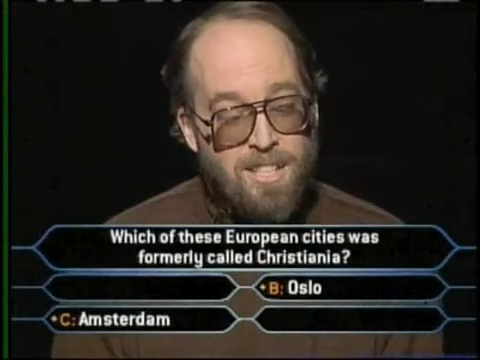 Which of these European cities was
formerly called Christiania?
B: Oslo
C: Amsterdam